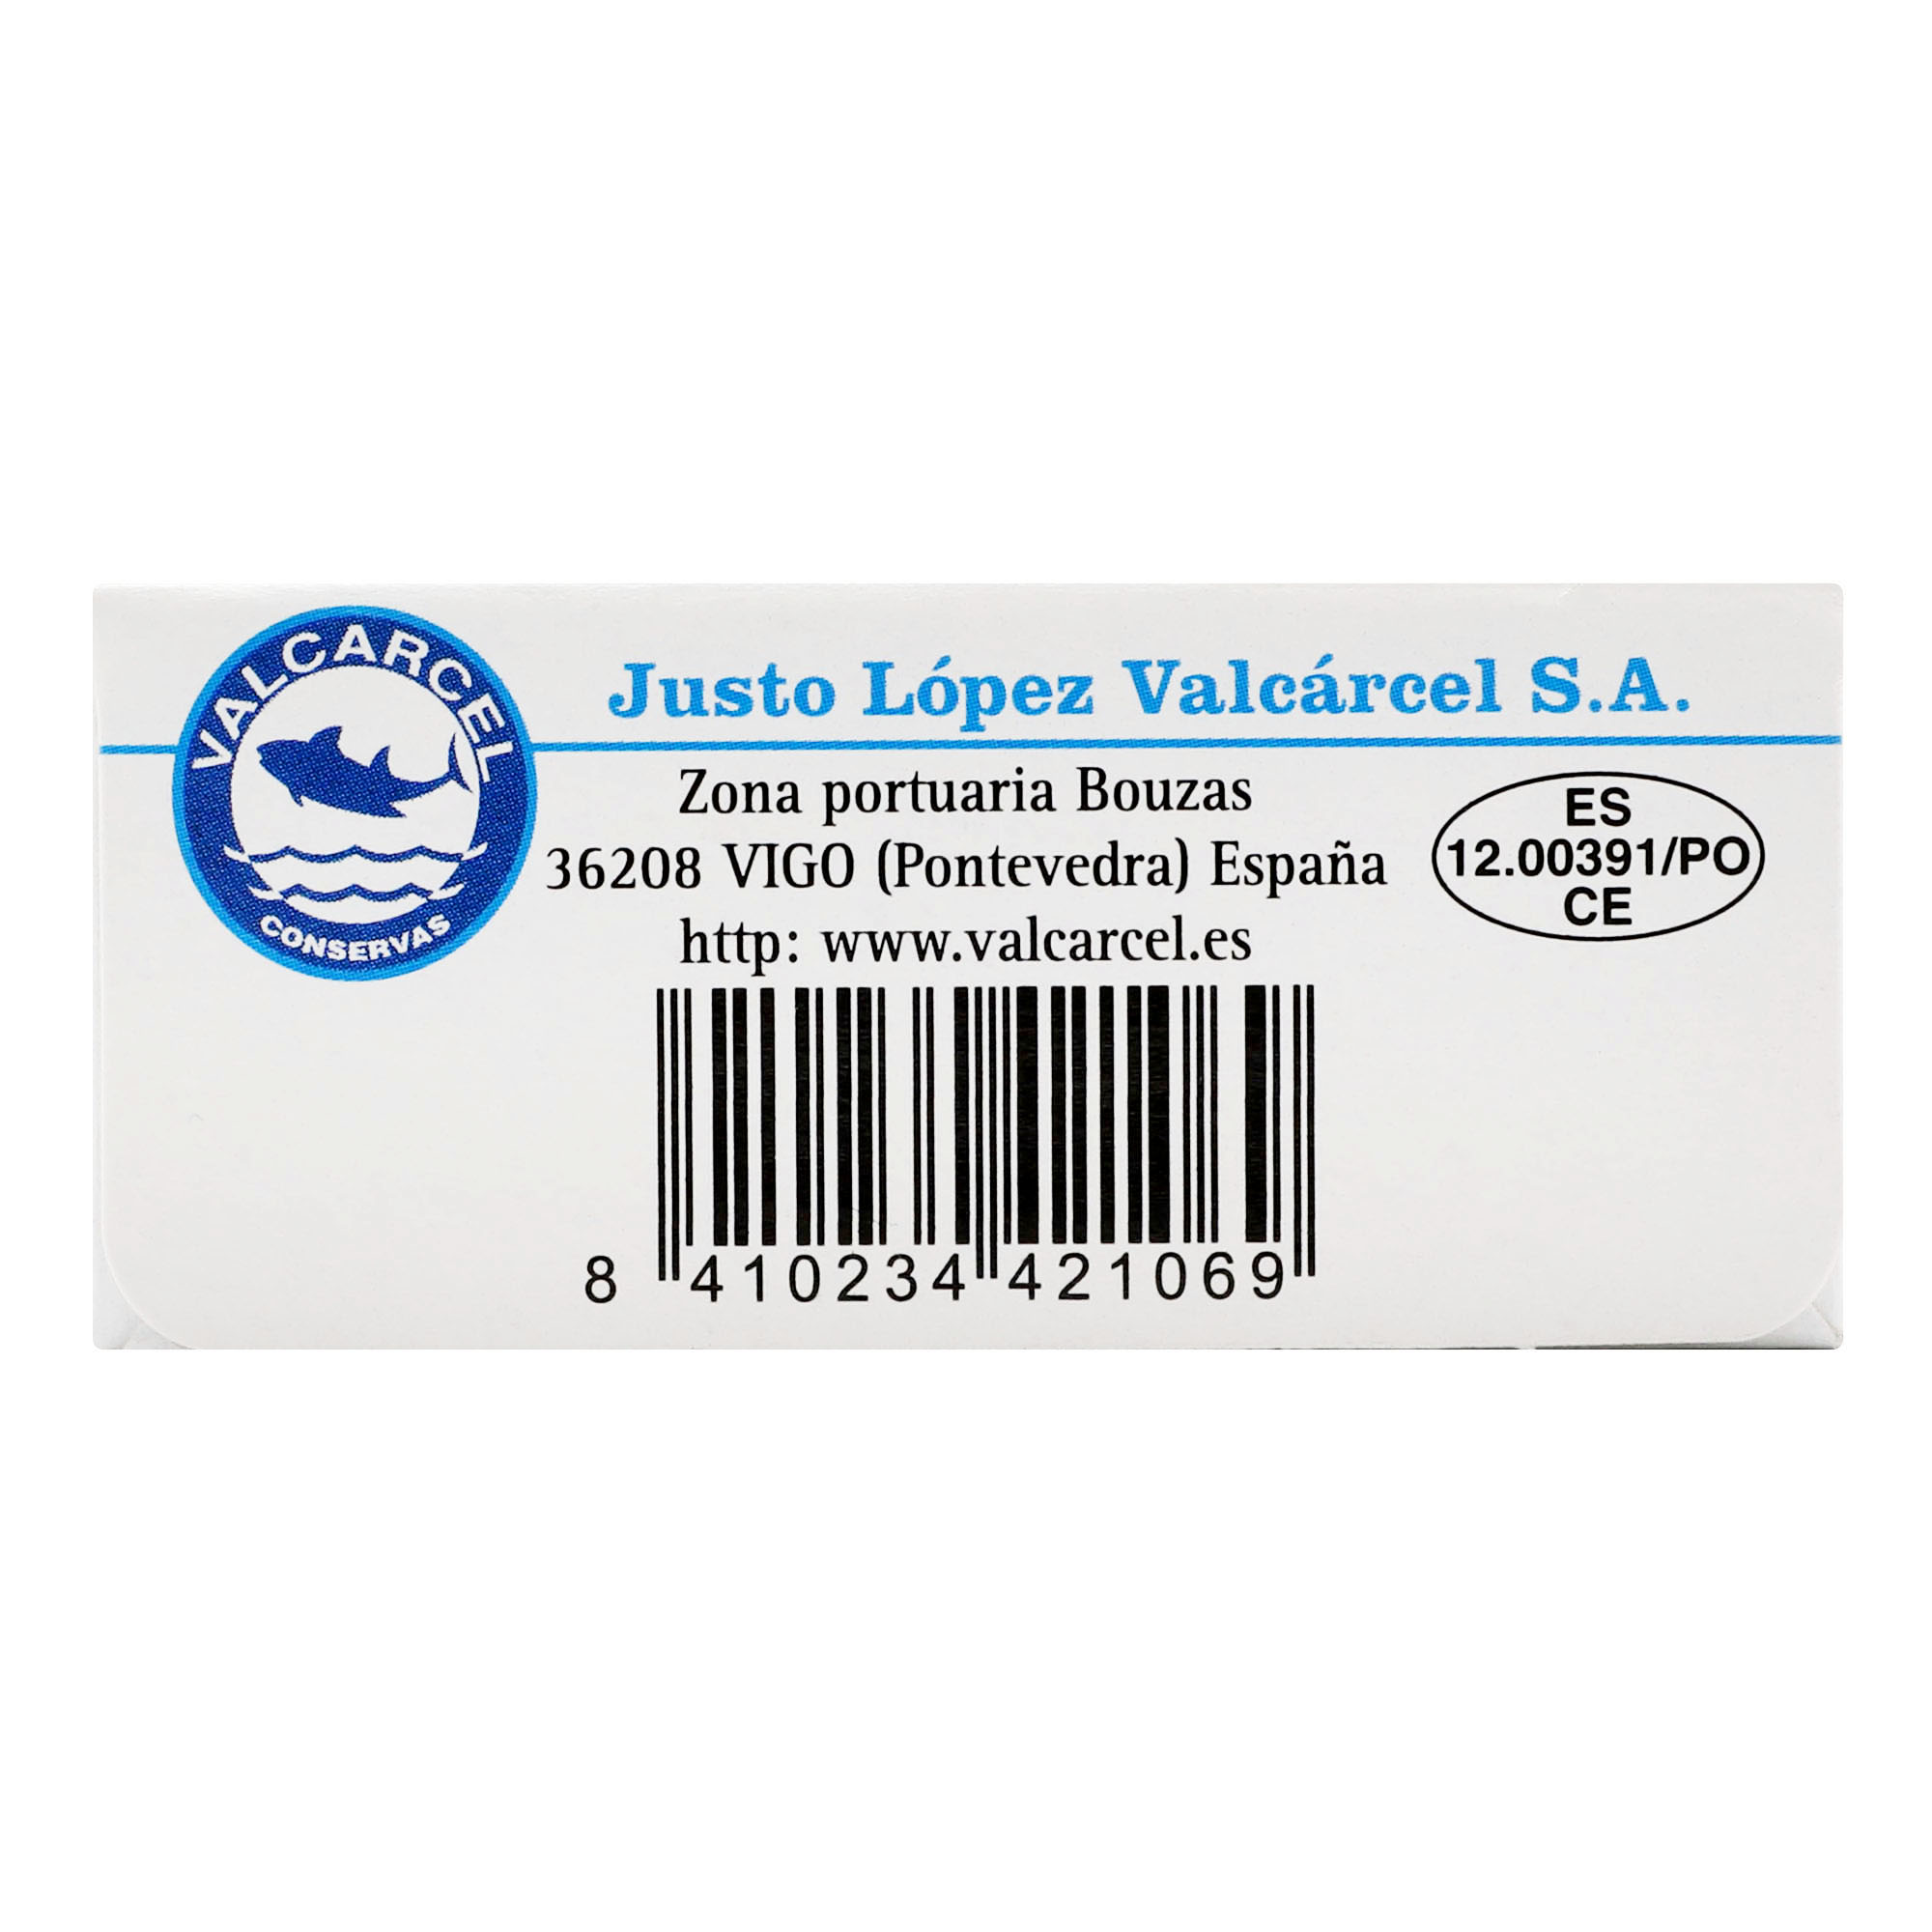 VALCARCEL
CONSERVAS
Justo López Valcárcel S.A.
Zona portuaria Bouzas
36208 VIGO (Pontevedra) España
http: www.valcarcel.es
ES
12.00391/PO
CE
8 410234 421069